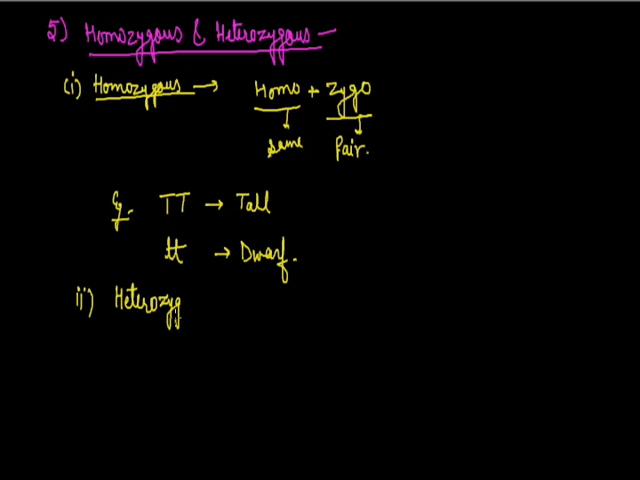 5) Homozygous & Heterozygous —
(i) Homozygous → Homo + Zygo
↓ ↓
same Pair.
Eg. TT → Tall
tt → Dwarf.
ii) Heterozyg